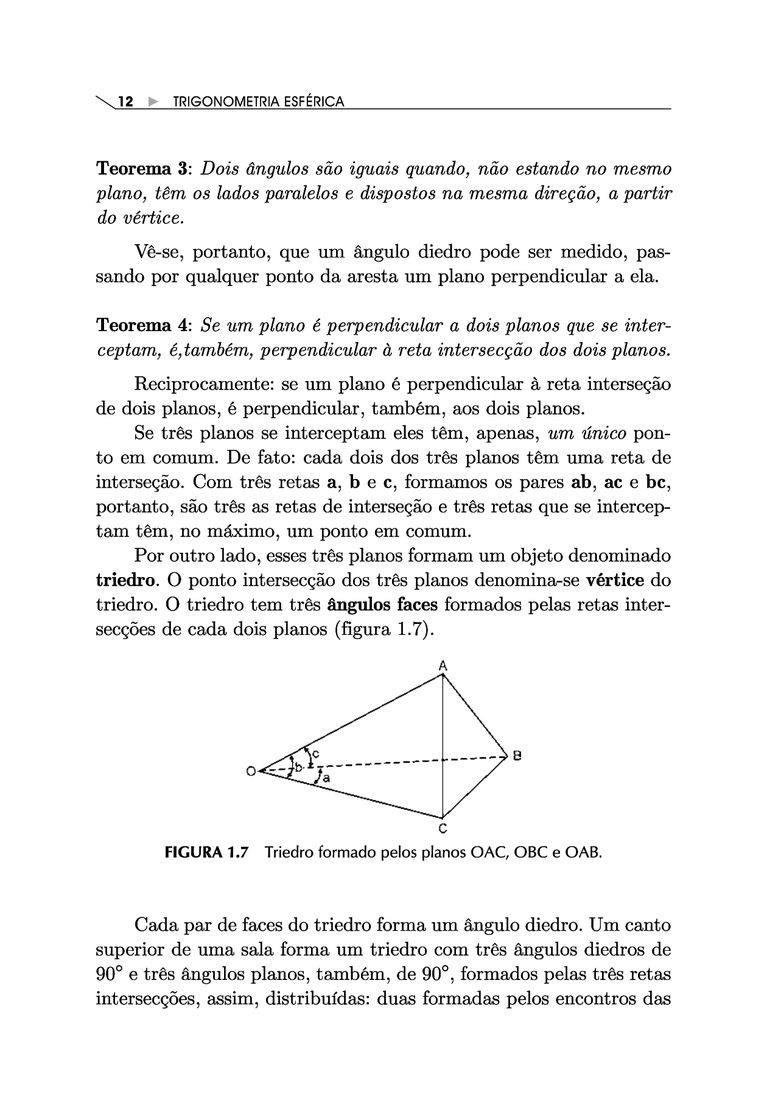 12 ► TRIGONOMETRIA ESFÉRICA
Teorema 3: Dois ângulos são iguais quando, não estando no mesmo
plano, têm os lados paralelos e dispostos na mesma direção, a partir
do vértice.
Vê-se, portanto, que um ângulo diedro pode ser medido, pas-
sando por qualquer ponto da aresta um plano perpendicular a ela.
Teorema 4: Se um plano é perpendicular a dois planos que se inter-
ceptam, é,também, perpendicular à reta intersecção dos dois planos.
Reciprocamente: se um plano é perpendicular à reta interseção
de dois planos, é perpendicular, também, aos dois planos.
Se três planos se interceptam eles têm, apenas, um único pon-
to em comum. De fato: cada dois dos três planos têm uma reta de
interseção. Com três retas a, b e c, formamos os pares ab, ac e bc,
portanto, são três as retas de interseção e três retas que se intercep-
tam têm, no máximo, um ponto em comum.
Por outro lado, esses três planos formam um objeto denominado
triedro. O ponto intersecção dos três planos denomina-se vértice do
triedro. O triedro tem três ângulos faces formados pelas retas inter-
secções de cada dois planos (figura 1.7).
A
c
B
O
b
a
C
FIGURA 1.7 Triedro formado pelos planos OAC, OBC e OAB.
Cada par de faces do triedro forma um ângulo diedro. Um canto
superior de uma sala forma um triedro com três ângulos diedros de
90° e três ângulos planos, também, de 90°, formados pelas três retas
intersecções, assim, distribuídas: duas formadas pelos encontros das